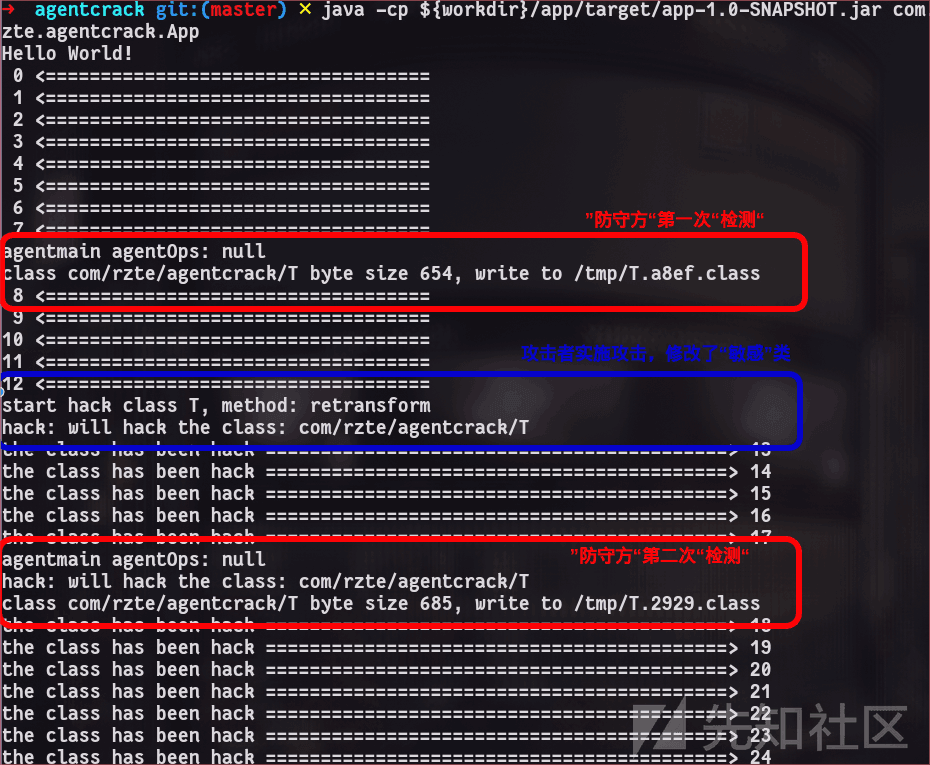 → agentcrack git:(master) ✗ java -cp ${workdir}/app/target/app-1.0-SNAPSHOT.jar com
zte.agentcrack.App
Hello World!
0 <===================================
1 <===================================
2 <===================================
3 <===================================
4 <===================================
5 <===================================
6 <===================================
”防守方“第一次“检测“
7 <===================================
agentmain agentOps: null
class com/rzte/agentcrack/T byte size 654, write to /tmp/T.a8ef.class
8 <===================================
9 <===================================
10 <===================================
攻击者实施攻击，修改了“敏感”类
11 <===================================
12 <===================================
start hack class T, method: retransform
hack: will hack the class: com/rzte/agentcrack/T
the class has been hack ==========================================> 13
the class has been hack ==========================================> 14
the class has been hack ==========================================> 15
the class has been hack ==========================================> 16
the class has been hack ==========================================> 17
”防守方“第二次“检测“
agentmain agentOps: null
hack: will hack the class: com/rzte/agentcrack/T
class com/rzte/agentcrack/T byte size 685, write to /tmp/T.2929.class
the class has been hack ==========================================> 18
the class has been hack ==========================================> 19
the class has been hack ==========================================> 20
the class has been hack ==========================================> 21
the class has been hack ==========================================> 22
the class has been hack ==========================================> 23
the class has been hack ==========================================> 24
先知社区